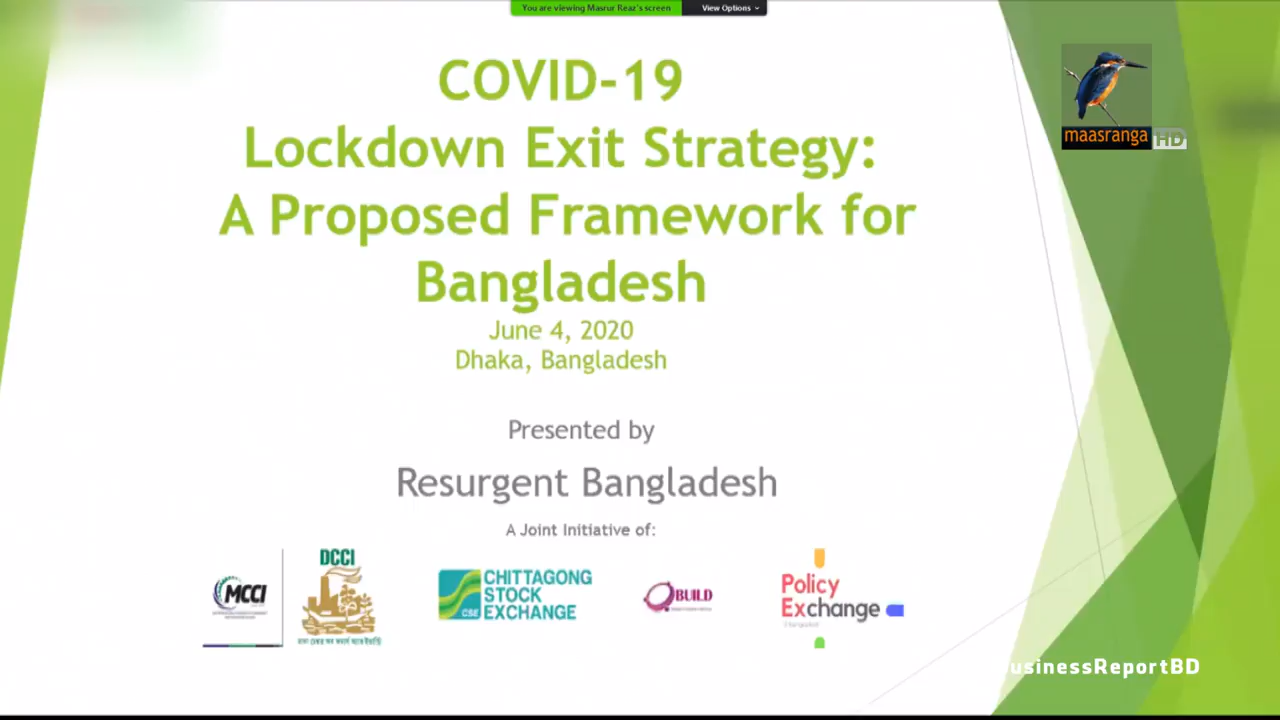 You are viewing Masrur Reaz's screen
View Options
COVID-19
Lockdown Exit Strategy:
A Proposed Framework for
Bangladesh
June 4, 2020
Dhaka, Bangladesh
Presented by
Resurgent Bangladesh
A Joint Initiative of:
MCCI
DCCI
CHITTAGONG
STOCK
EXCHANGE
CSE
BUILD
Policy
Exchange
maasranga
HD
usinessReportBD